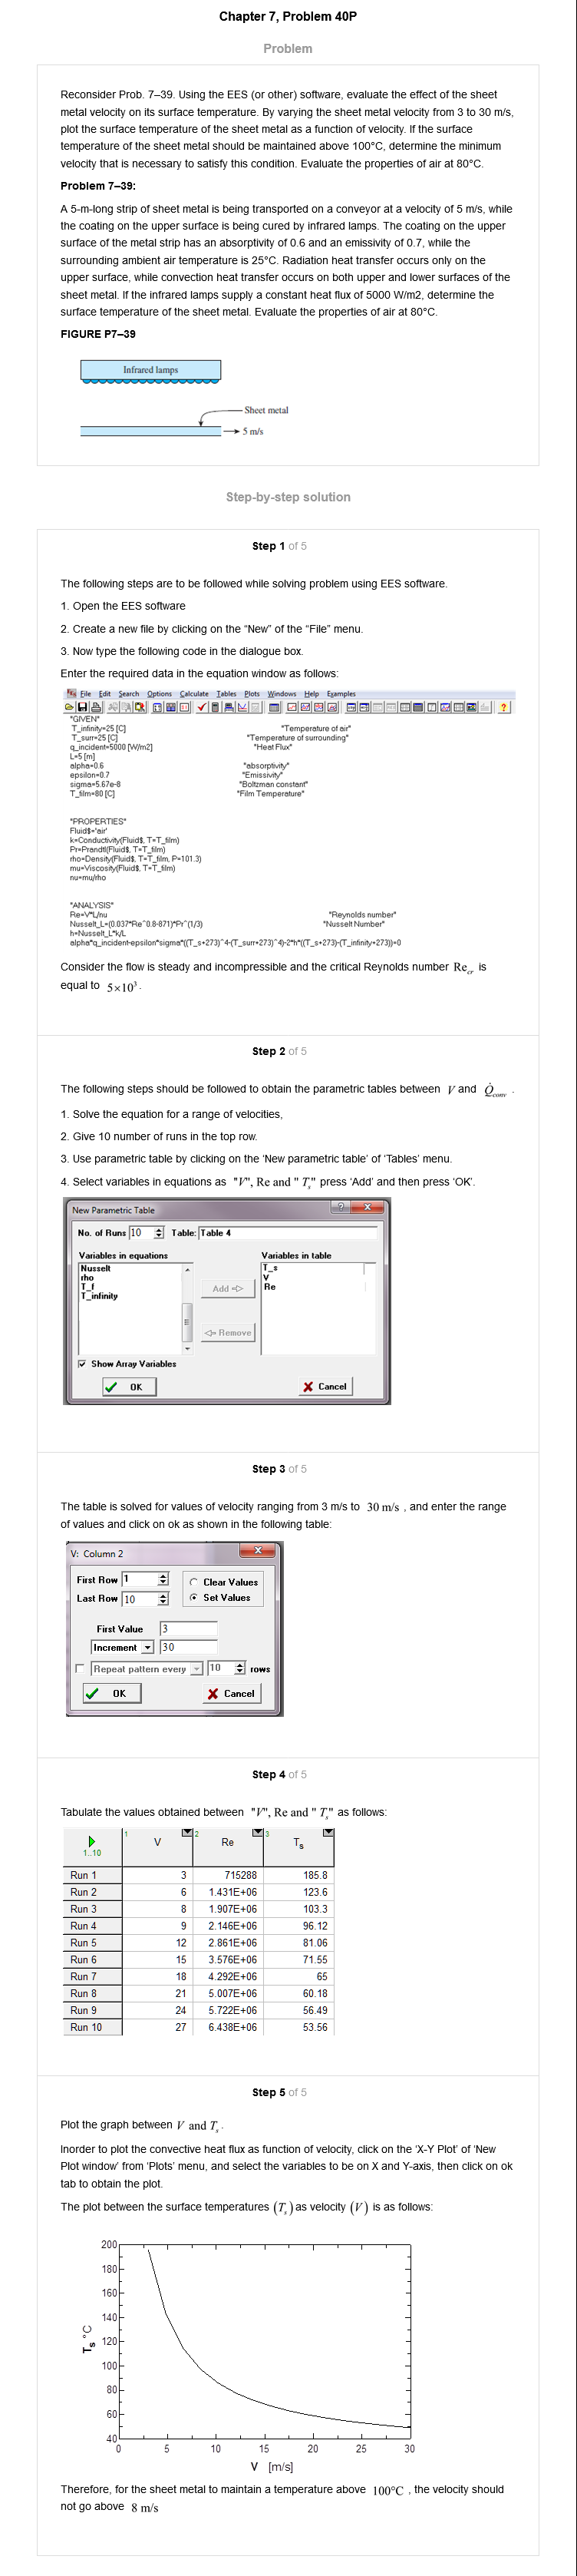 Chapter 7, Problem 40P
Problem
Reconsider Prob. 7–39. Using the EES (or other) software, evaluate the effect of the sheet
metal velocity on its surface temperature. By varying the sheet metal velocity from 3 to 30 m/s,
plot the surface temperature of the sheet metal as a function of velocity. If the surface
temperature of the sheet metal should be maintained above 100°C, determine the minimum
velocity that is necessary to satisfy this condition. Evaluate the properties of air at 80°C.
Problem 7–39:
A 5-m-long strip of sheet metal is being transported on a conveyor at a velocity of 5 m/s, while
the coating on the upper surface is being cured by infrared lamps. The coating on the upper
surface of the metal strip has an absorptivity of 0.6 and an emissivity of 0.7, while the
surrounding ambient air temperature is 25°C. Radiation heat transfer occurs only on the
upper surface, while convection heat transfer occurs on both upper and lower surfaces of the
sheet metal. If the infrared lamps supply a constant heat flux of 5000 W/m2, determine the
surface temperature of the sheet metal. Evaluate the properties of air at 80°C.
FIGURE P7–39
Infrared lamps
Sheet metal
5 m/s
Step-by-step solution
Step 1 of 5
The following steps are to be followed while solving problem using EES software.
1. Open the EES software
2. Create a new file by clicking on the “New” of the “File” menu.
3. Now type the following code in the dialogue box.
Enter the required data in the equation window as follows:
File Edit Search Options Calculate Tables Plots Windows Help Examples
"GIVEN"
T_infinity=25 [C] "Temperature of air"
T_surr=25 [C] "Temperature of surrounding"
q_incident=5000 [W/m2] "Heat Flux"
L=5 [m]
alpha=0.6 "absorptivity"
epsilon=0.7 "Emissivity"
sigma=5.67e-8 "Boltzman constant"
T_film=80 [C] "Film Temperature"
"PROPERTIES"
Fluid$='air'
k=Conductivity(Fluid$, T=T_film)
Pr=Prandtl(Fluid$, T=T_film)
rho=Density(Fluid$, T=T_film, P=101.3)
mu=Viscosity(Fluid$, T=T_film)
nu=mu/rho
"ANALYSIS"
Re=V*L/nu "Reynolds number"
Nusselt_L=(0.037*Re^0.8-871)*Pr^(1/3) "Nusselt Number"
h=Nusselt_L*k/L
alpha*q_incident-epsilon*sigma*((T_s+273)^4-(T_surr+273)^4)-2*h*((T_s+273)-(T_infinity+273))=0
Consider the flow is steady and incompressible and the critical Reynolds number Re_cr is
equal to 5×10³.
Step 2 of 5
The following steps should be followed to obtain the parametric tables between V and Q̇_conv .
1. Solve the equation for a range of velocities,
2. Give 10 number of runs in the top row.
3. Use parametric table by clicking on the ‘New parametric table’ of ‘Tables’ menu.
4. Select variables in equations as "V", Re and " T_s" press ‘Add’ and then press ‘OK’.
New Parametric Table
No. of Runs 10 Table: Table 4
Variables in equations Variables in table
Nusselt T_s
rho V
T_f Re
T_infinity
Add
Remove
Show Array Variables
OK Cancel
Step 3 of 5
The table is solved for values of velocity ranging from 3 m/s to 30 m/s , and enter the range
of values and click on ok as shown in the following table:
V: Column 2
First Row 1 Clear Values
Last Row 10 Set Values
First Value 3
Increment 30
Repeat pattern every 10 rows
OK Cancel
Step 4 of 5
Tabulate the values obtained between "V", Re and " T_s" as follows:
1..10 1 V 2 Re 3 T_s
Run 1 3 715288 185.8
Run 2 6 1.431E+06 123.6
Run 3 8 1.907E+06 103.3
Run 4 9 2.146E+06 96.12
Run 5 12 2.861E+06 81.06
Run 6 15 3.576E+06 71.55
Run 7 18 4.292E+06 65
Run 8 21 5.007E+06 60.18
Run 9 24 5.722E+06 56.49
Run 10 27 6.438E+06 53.56
Step 5 of 5
Plot the graph between V and T_s .
Inorder to plot the convective heat flux as function of velocity, click on the ‘X-Y Plot’ of ‘New
Plot window’ from ‘Plots’ menu, and select the variables to be on X and Y-axis, then click on ok
tab to obtain the plot.
The plot between the surface temperatures (T_s) as velocity (V) is as follows:
200
180
160
140
120
100
80
60
40
T_s °C
0 5 10 15 20 25 30
V [m/s]
Therefore, for the sheet metal to maintain a temperature above 100°C , the velocity should
not go above 8 m/s